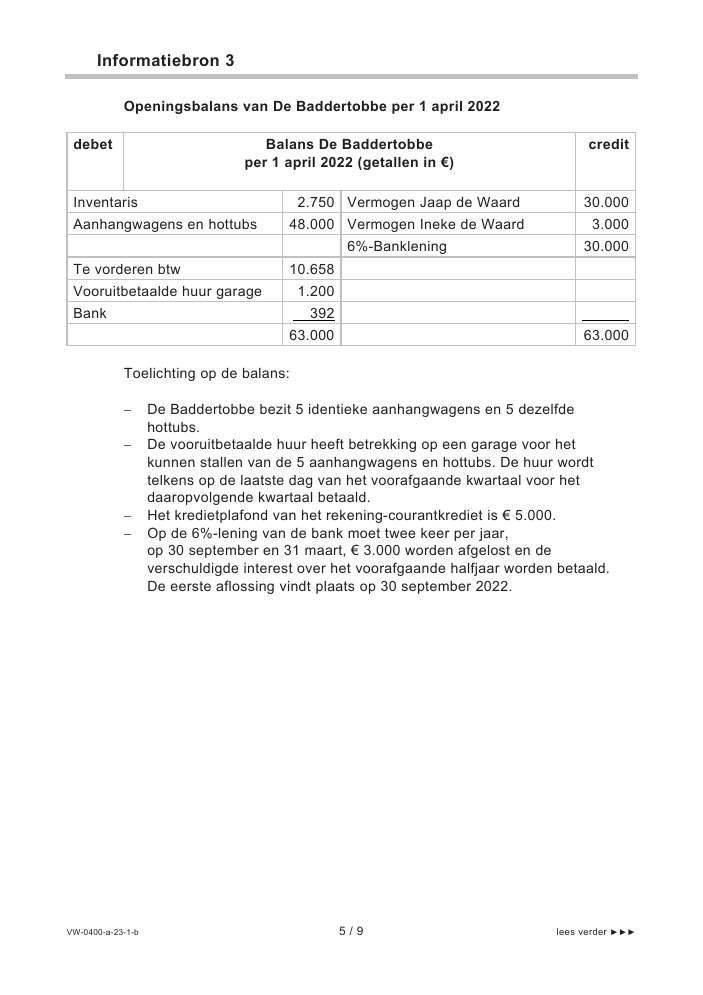 Informatiebron 3
Openingsbalans van De Baddertobbe per 1 april 2022
debet Balans De Baddertobbe credit
per 1 april 2022 (getallen in €)
Inventaris 2.750 Vermogen Jaap de Waard 30.000
Aanhangwagens en hottubs 48.000 Vermogen Ineke de Waard 3.000
6%-Banklening 30.000
Te vorderen btw 10.658
Vooruitbetaalde huur garage 1.200
Bank 392
63.000 63.000
Toelichting op de balans:
– De Baddertobbe bezit 5 identieke aanhangwagens en 5 dezelfde
hottubs.
– De vooruitbetaalde huur heeft betrekking op een garage voor het
kunnen stallen van de 5 aanhangwagens en hottubs. De huur wordt
telkens op de laatste dag van het voorafgaande kwartaal voor het
daaropvolgende kwartaal betaald.
– Het kredietplafond van het rekening-courantkrediet is € 5.000.
– Op de 6%-lening van de bank moet twee keer per jaar,
op 30 september en 31 maart, € 3.000 worden afgelost en de
verschuldigde interest over het voorafgaande halfjaar worden betaald.
De eerste aflossing vindt plaats op 30 september 2022.
VW-0400-a-23-1-b 5 / 9 lees verder ►►►